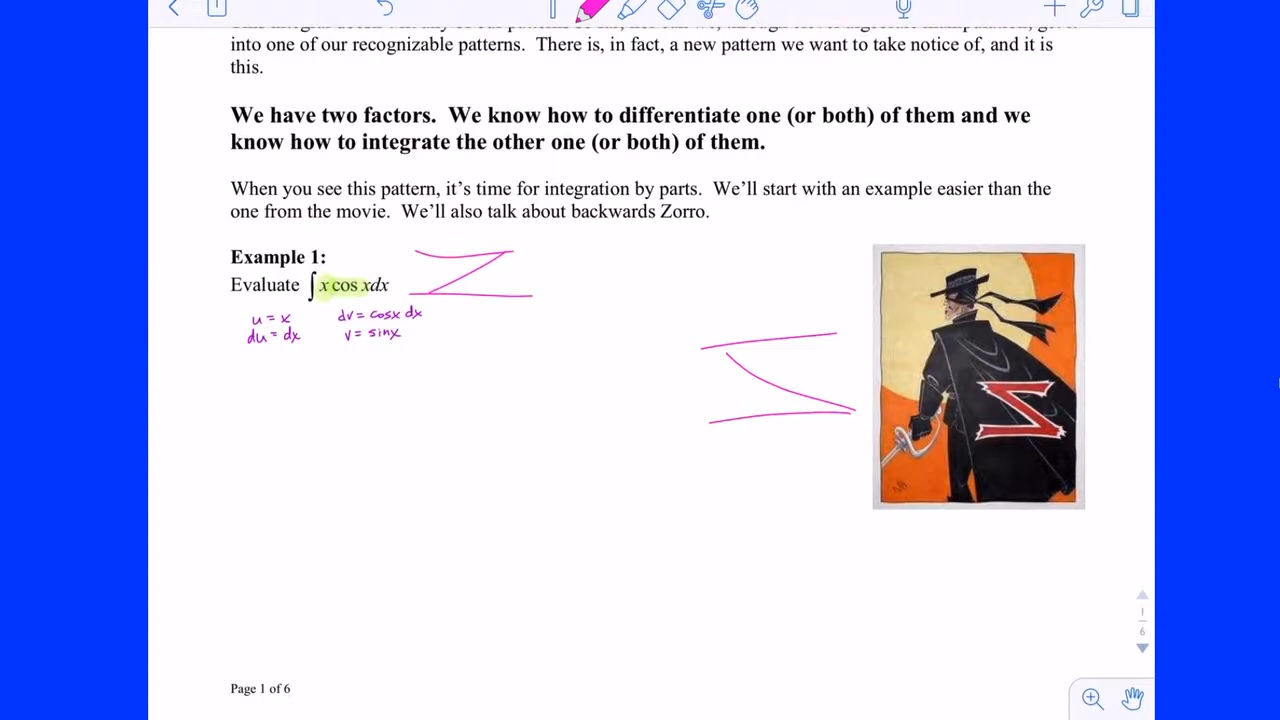 into one of our recognizable patterns. There is, in fact, a new pattern we want to take notice of, and it is
this.
We have two factors. We know how to differentiate one (or both) of them and we
know how to integrate the other one (or both) of them.
When you see this pattern, it's time for integration by parts. We'll start with an example easier than the
one from the movie. We'll also talk about backwards Zorro.
Example 1:
Evaluate ∫ x cos xdx
u = x dv = cosx dx
du = dx v = sinx
1
6
Page 1 of 6